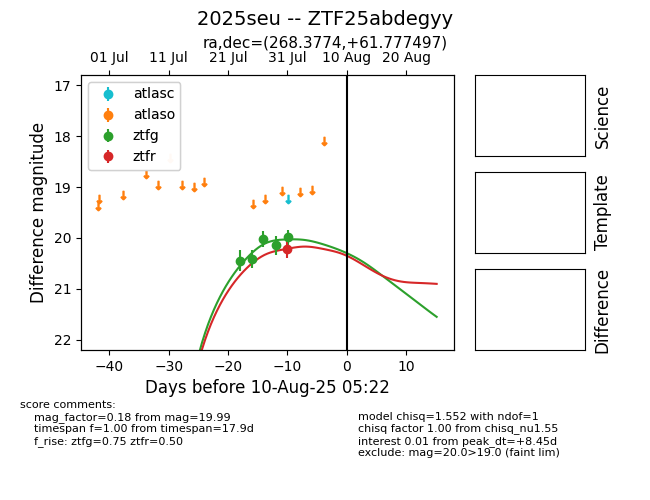 2025seu -- ZTF25abdegyy
ra,dec=(268.3774,+61.777497)
01 Jul 11 Jul 21 Jul 31 Jul 10 Aug 20 Aug
atlasc
atlaso
ztfg
ztfr
17
18
19
20
21
22
Difference magnitude
−40 −30 −20 −10 0 10
Days before 10-Aug-25 05:22
Science
Template
Difference
score comments:
mag_factor=0.18 from mag=19.99
timespan f=1.00 from timespan=17.9d
f_rise: ztfg=0.75 ztfr=0.50
model chisq=1.552 with ndof=1
chisq factor 1.00 from chisq_nu1.55
interest 0.01 from peak_dt=+8.45d
exclude: mag=20.0>19.0 (faint lim)